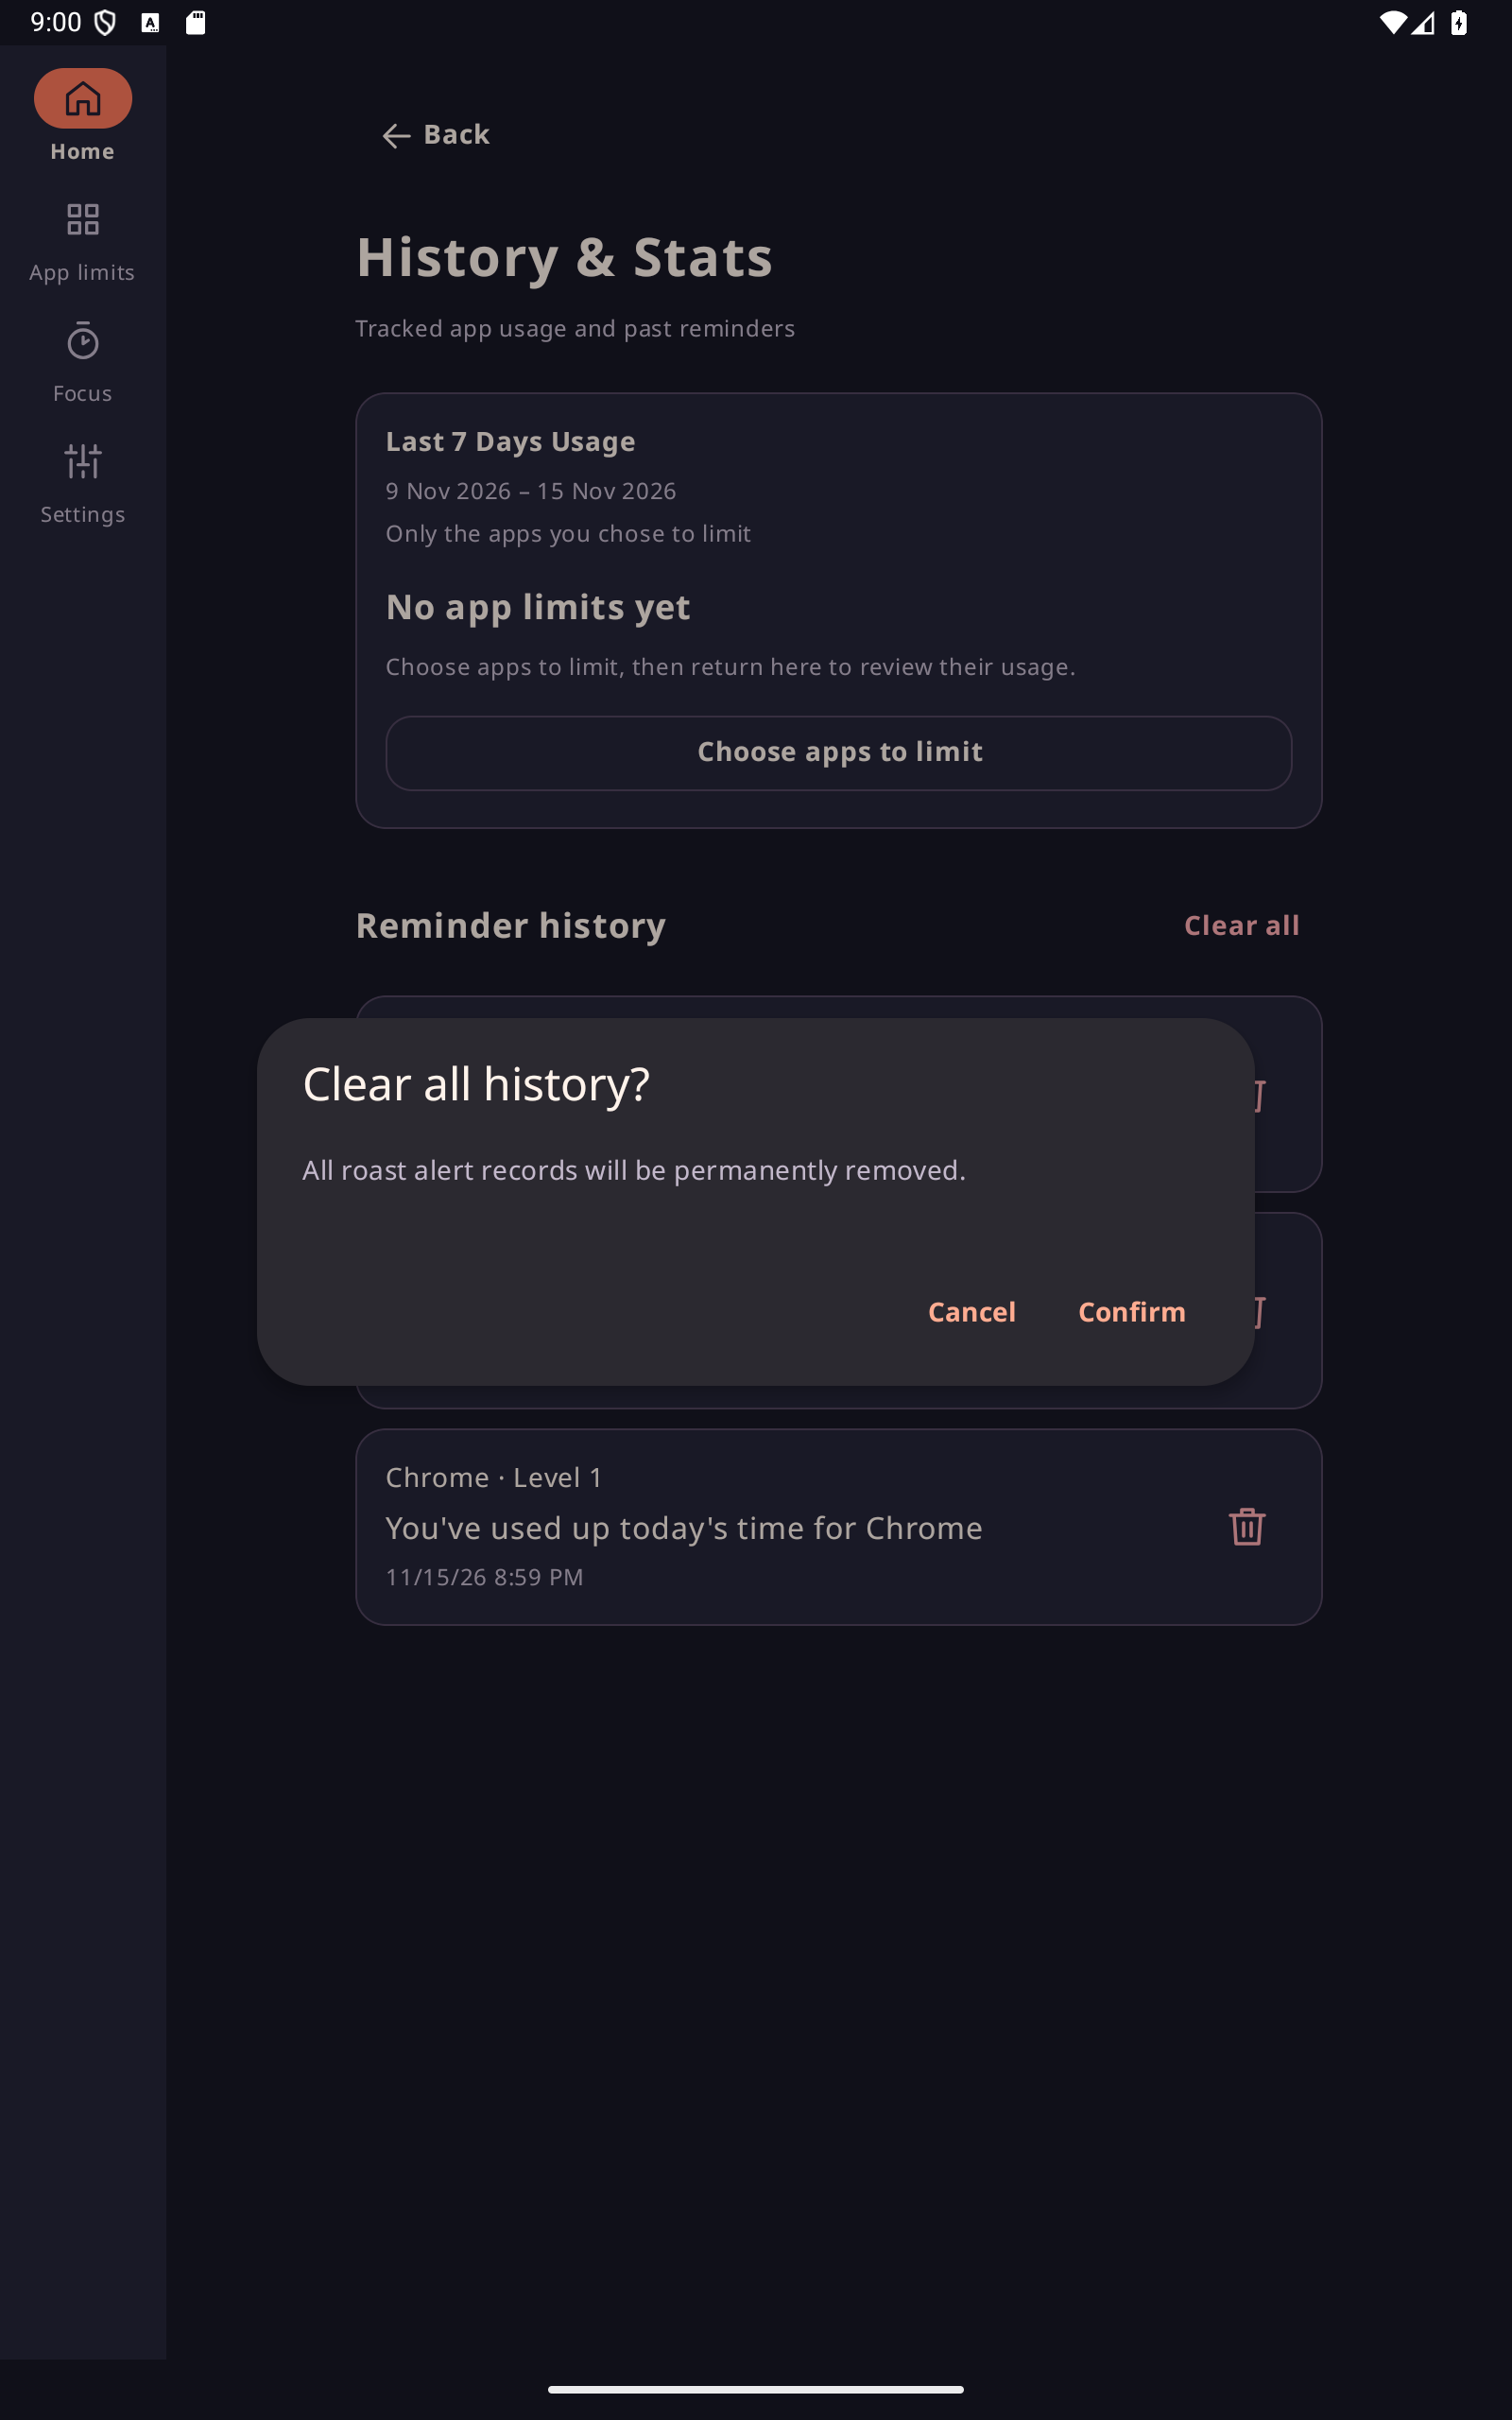 9:00
Home
App limits
Focus
Settings
Back
History & Stats
Tracked app usage and past reminders
Last 7 Days Usage
9 Nov 2026 – 15 Nov 2026
Only the apps you chose to limit
No app limits yet
Choose apps to limit, then return here to review their usage.
Choose apps to limit
Reminder history
Clear all
Clear all history?
All roast alert records will be permanently removed.
Cancel
Confirm
Chrome · Level 1
You've used up today's time for Chrome
11/15/26 8:59 PM